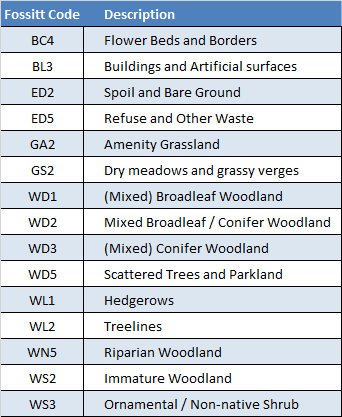 Fossitt Code Description
BC4 Flower Beds and Borders
BL3 Buildings and Artificial surfaces
ED2 Spoil and Bare Ground
ED5 Refuse and Other Waste
GA2 Amenity Grassland
GS2 Dry meadows and grassy verges
WD1 (Mixed) Broadleaf Woodland
WD2 Mixed Broadleaf / Conifer Woodland
WD3 (Mixed) Conifer Woodland
WD5 Scattered Trees and Parkland
WL1 Hedgerows
WL2 Treelines
WN5 Riparian Woodland
WS2 Immature Woodland
WS3 Ornamental / Non-native Shrub